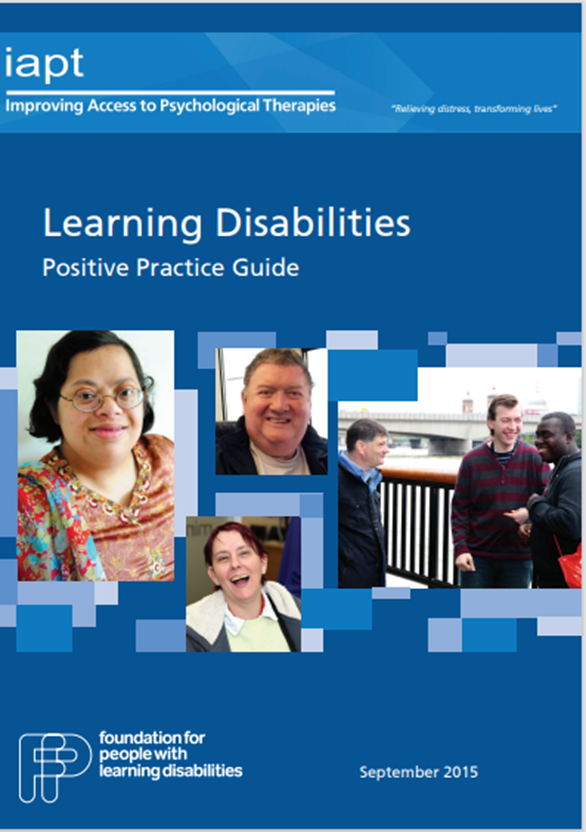 iapt
Improving Access to Psychological Therapies
"Relieving distress, transforming lives"
Learning Disabilities
Positive Practice Guide
foundation for
people with
learning disabilities
September 2015